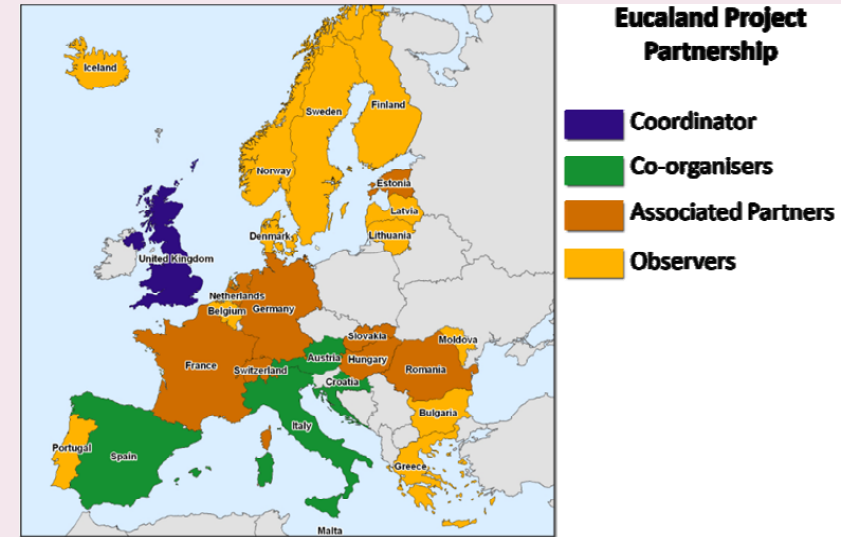 Eucaland Project
Partnership
Coordinator
Co-organisers
Associated Partners
Observers
Iceland
Sweden
Finland
Norway
Estonia
Latvia
Denmark
Lithuania
United Kingdom
Netherlands
Belgium
Germany
Slovakia
Moldova
France
Austria
Hungary
Switzerland
Romania
Croatia
Bulgaria
Italy
Portugal
Spain
Greece
Malta